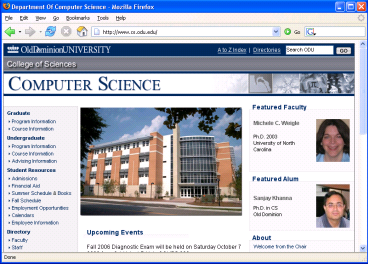 Department Of Computer Science - Mozilla Firefox
File Edit View Go Bookmarks Tools Help
http://www.cs.odu.edu/
Go
OldDominionUNIVERSITY
A to Z Index | Directories
Search ODU
GO
College of Sciences
COMPUTER SCIENCE
Graduate
Program Information
Course Information
Undergraduate
Program Information
Course Information
Advising Information
Student Resources
Admissions
Financial Aid
Summer Schedule & Books
Fall Schedule
Employment Opportunities
Calendars
Employee Information
Directory
Faculty
Staff
Upcoming Events
Fall 2006 Diagnostic Exam will be held on Saturday October 7
Featured Faculty
Michele C. Weigle
Ph.D. 2003
University of North
Carolina
Featured Alum
Sanjay Khanna
Ph.D. in CS
Old Dominion
About
Welcome from the Chair
Done